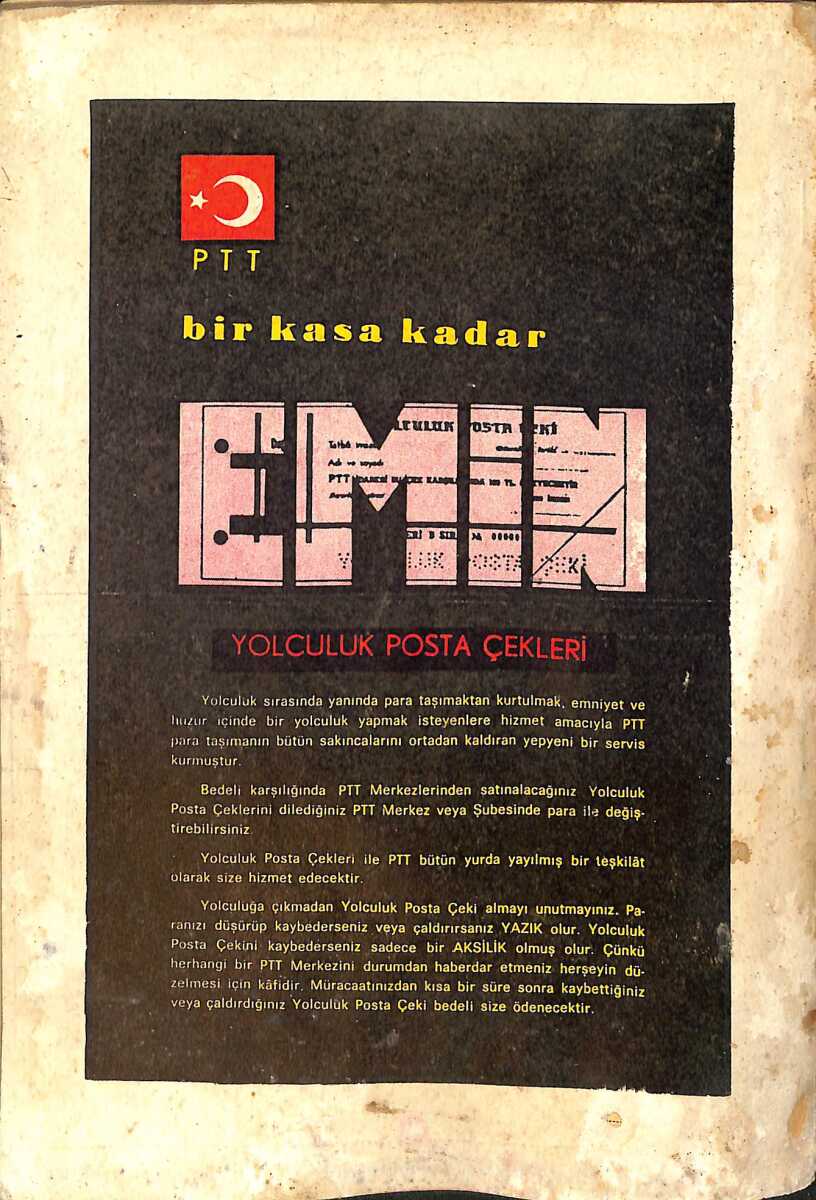 PTT
bir kasa kadar
EMİN
YOLCULUK POSTA ÇEKLERİ
Yolculuk sırasında yanında para taşımaktan kurtulmak, emniyet ve
huzur içinde bir yolculuk yapmak isteyenlere hizmet amacıyla PTT
para taşımanın bütün sakıncalarını ortadan kaldıran yepyeni bir servis
kurmuştur.
Bedeli karşılığında PTT Merkezlerinden satınalacağınız Yolculuk
Posta Çeklerini dilediğiniz PTT Merkez veya Şubesinde para ile değiş-
tirebilirsiniz.
Yolculuk Posta Çekleri ile PTT bütün yurda yayılmış bir teşkilât
olarak size hizmet edecektir.
Yolculuğa çıkmadan Yolculuk Posta Çeki almayı unutmayınız. Pa-
ranızı düşürüp kaybederseniz veya çaldırırsanız YAZIK olur. Yolculuk
Posta Çekini kaybederseniz sadece bir AKSİLİK olmuş olur. Çünkü
herhangi bir PTT Merkezini durumdan haberdar etmeniz herşeyin dü-
zelmesi için kâfidir. Müracaatınızdan kısa bir süre sonra kaybettiğiniz
veya çaldırdığınız Yolculuk Posta Çeki bedeli size ödenecektir.